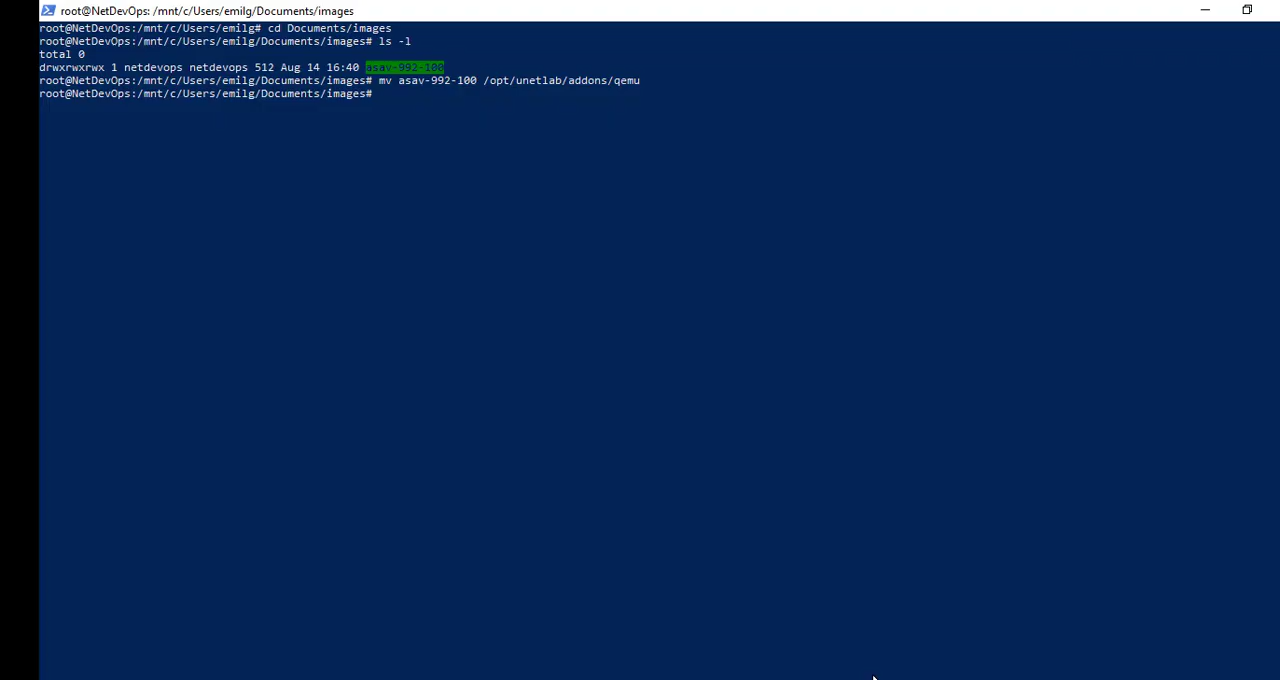 root@NetDevOps: /mnt/c/Users/emilg/Documents/images
root@NetDevOps:/mnt/c/Users/emilg# cd Documents/images
root@NetDevOps:/mnt/c/Users/emilg/Documents/images# ls -l
total 0
drwxrwxrwx 1 netdevops netdevops 512 Aug 14 16:40 asav-992-100
root@NetDevOps:/mnt/c/Users/emilg/Documents/images# mv asav-992-100 /opt/unetlab/addons/qemu
root@NetDevOps:/mnt/c/Users/emilg/Documents/images#